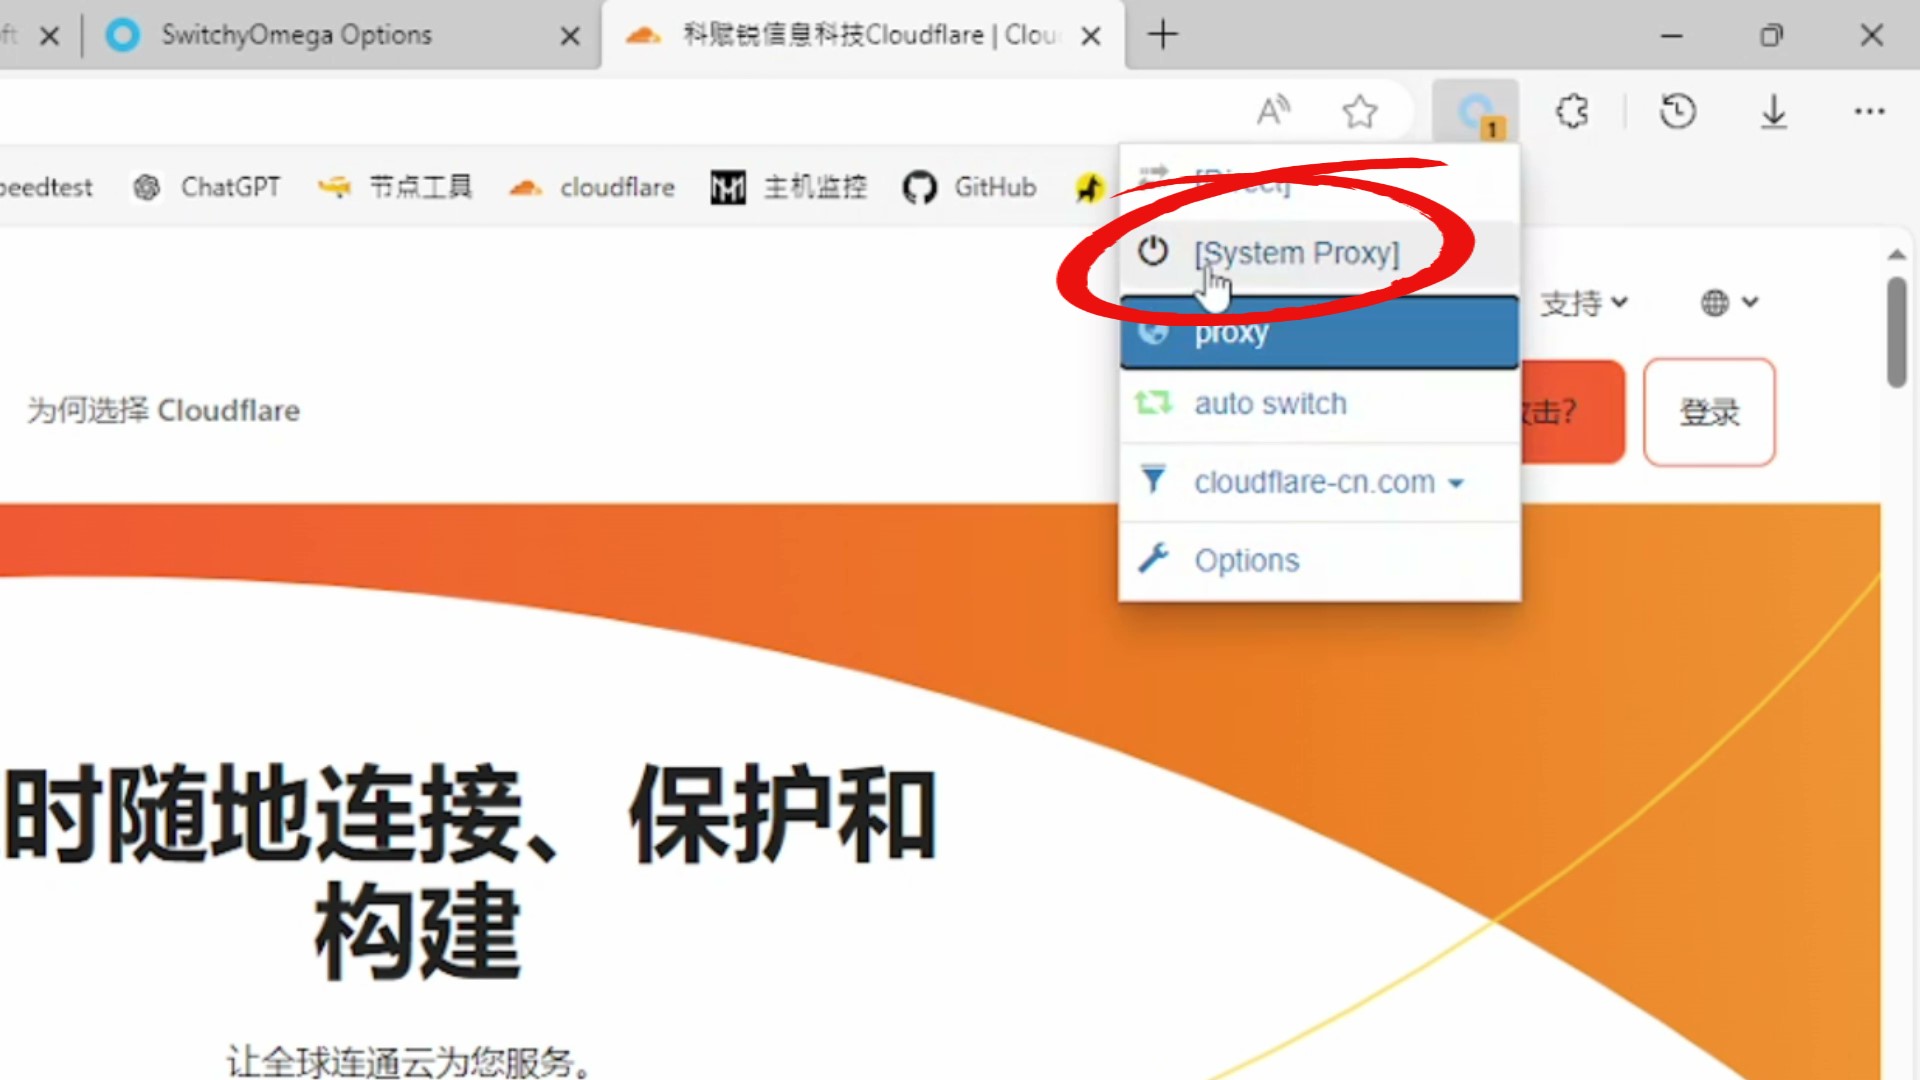 ft
SwitchyOmega Options
科赋锐信息科技Cloudflare | Clou
1
peedtest
ChatGPT
节点工具
cloudflare
主机监控
GitHub
[Direct]
[System Proxy]
proxy
auto switch
cloudflare-cn.com
Options
支持
为何选择 Cloudflare
攻击?
登录
时随地连接、保护和
构建
让全球连通云为您服务。